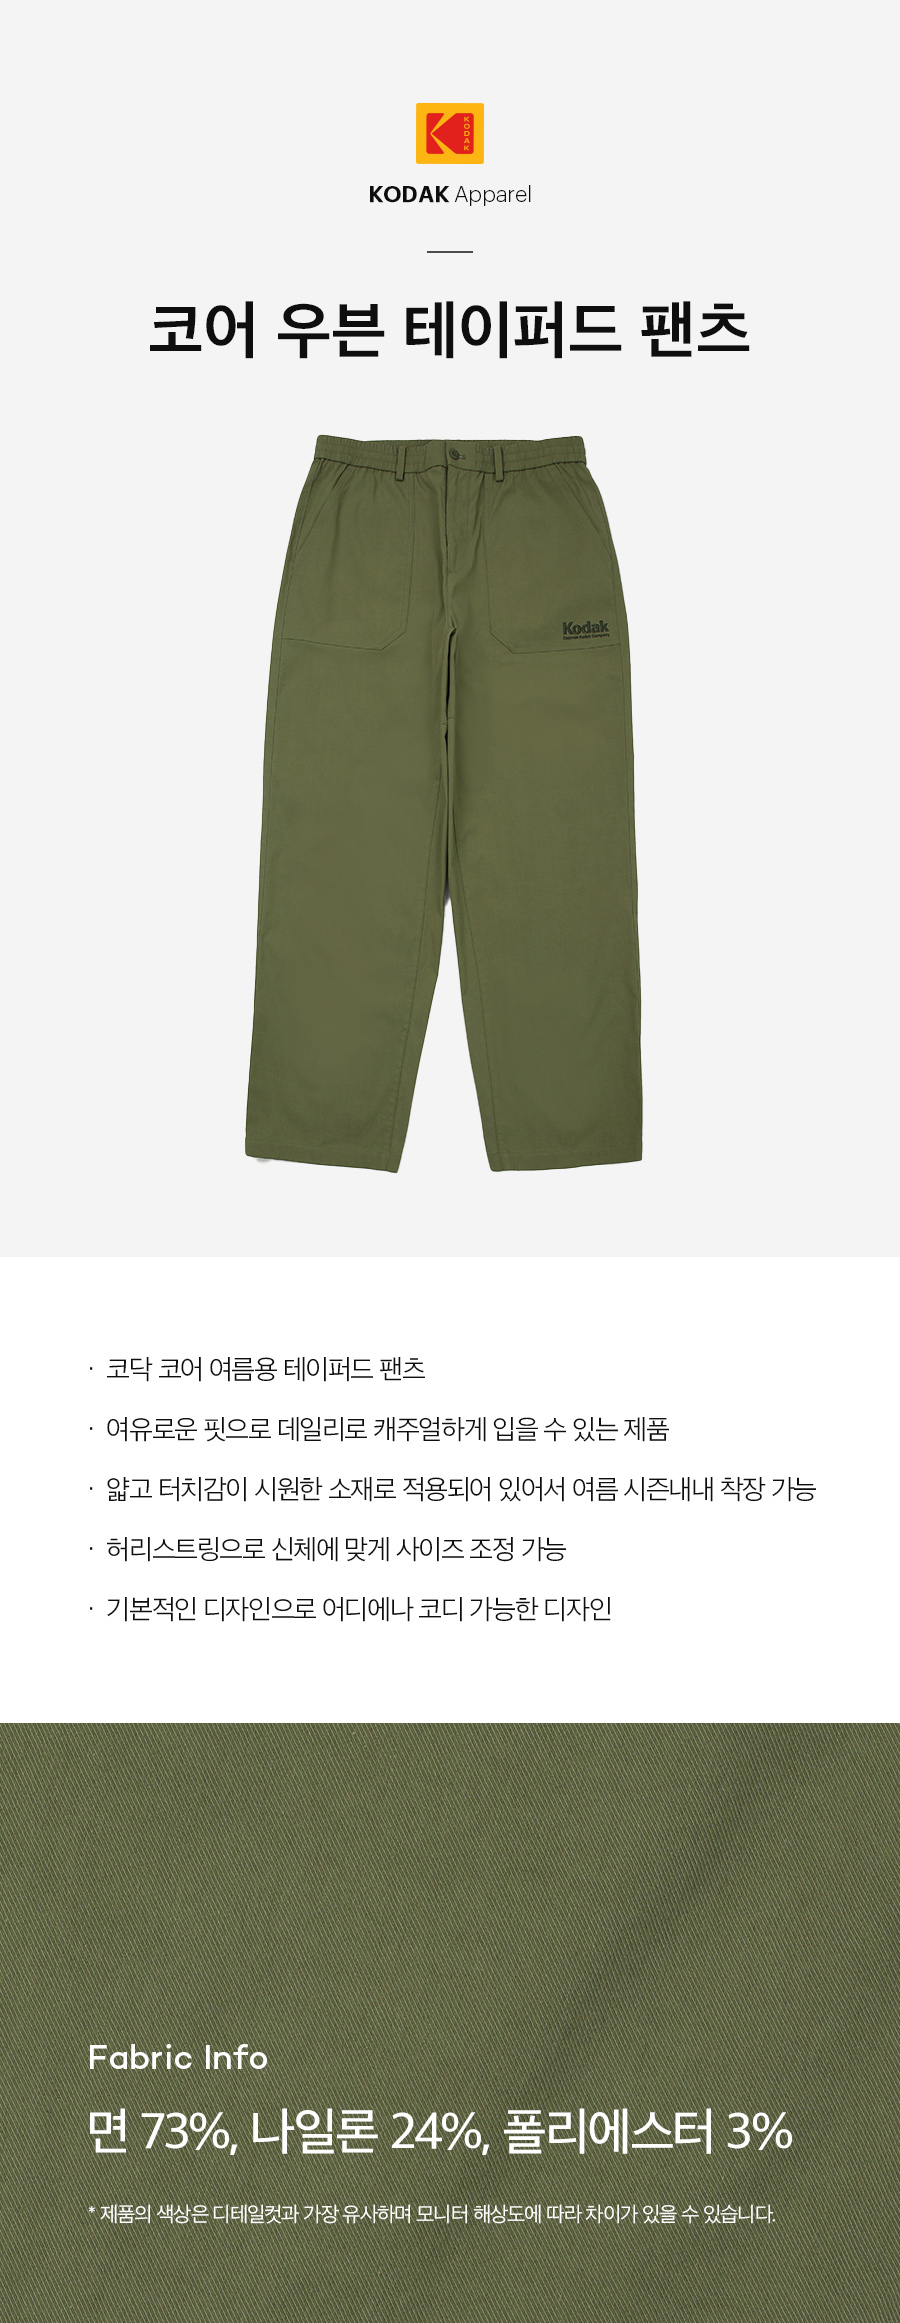 KODAK
KODAK Apparel
코어 우븐 테이퍼드 팬츠
Kodak
Eastman Kodak Company
· 코닥 코어 여름용 테이퍼드 팬츠
· 여유로운 핏으로 데일리로 캐주얼하게 입을 수 있는 제품
· 얇고 터치감이 시원한 소재로 적용되어 있어서 여름 시즌내내 착장 가능
· 허리스트링으로 신체에 맞게 사이즈 조정 가능
· 기본적인 디자인으로 어디에나 코디 가능한 디자인
Fabric Info
면 73%, 나일론 24%, 폴리에스터 3%
* 제품의 색상은 디테일컷과 가장 유사하며 모니터 해상도에 따라 차이가 있을 수 있습니다.